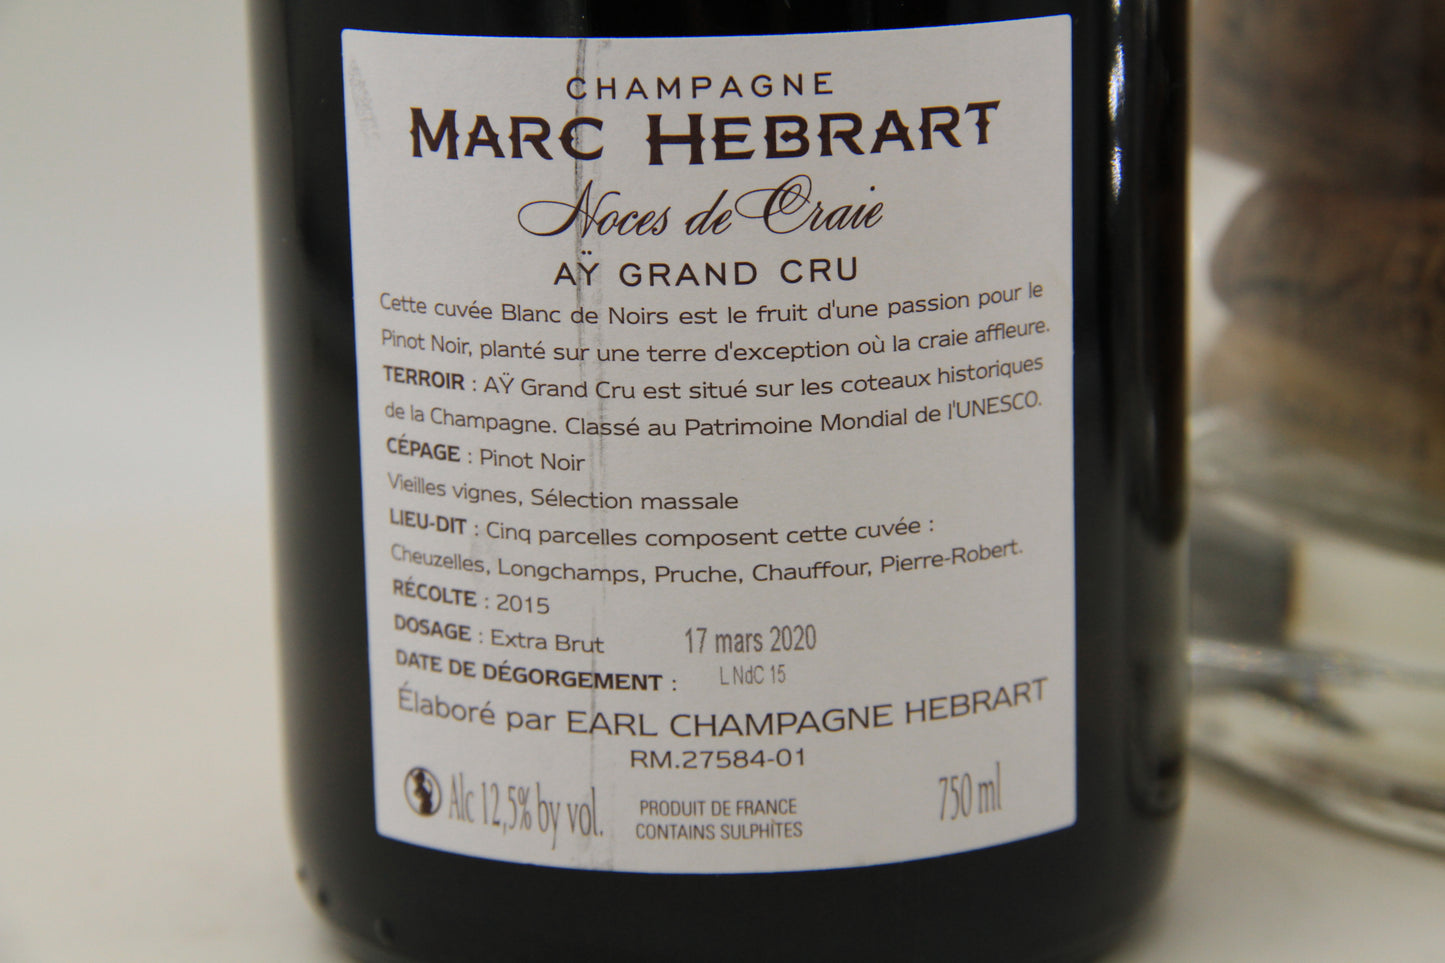 CHAMPAGNE
MARC HEBRART
Noces de Craie
AŸ GRAND CRU
Cette cuvée Blanc de Noirs est le fruit d'une passion pour le
Pinot Noir, planté sur une terre d'exception où la craie affleure.
TERROIR : AŸ Grand Cru est situé sur les coteaux historiques
de la Champagne. Classé au Patrimoine Mondial de l'UNESCO.
CÉPAGE : Pinot Noir
Vieilles vignes, Sélection massale
LIEU-DIT : Cinq parcelles composent cette cuvée :
Cheuzelles, Longchamps, Pruche, Chauffour, Pierre-Robert.
RÉCOLTE : 2015
DOSAGE : Extra Brut
17 mars 2020
DATE DE DÉGORGEMENT :
L NdC 15
Élaboré par EARL CHAMPAGNE HEBRART
RM.27584-01
Alc 12,5% by vol.
PRODUIT DE FRANCE
CONTAINS SULPHITES
750 ml